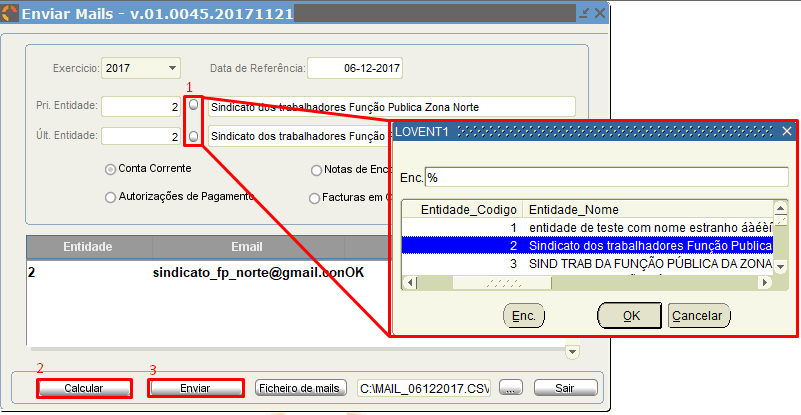 Enviar Mails - v.01.0045.20171121
Exercicio: 2017 Data de Referência: 06-12-2017
1
Pri. Entidade: 2 Sindicato dos trabalhadores Função Publica Zona Norte
Últ. Entidade: 2 Sindicato dos trabalhadores Função
Conta Corrente Notas de
Autorizações de Pagamento Facturas em
LOVENT1
Enc. %
Entidade_Codigo Entidade_Nome
1 entidade de teste com nome estranho
2 Sindicato dos trabalhadores Função Publica
3 SIND TRAB DA FUNÇÃO PÚBLICA DA ZONA
Enc. OK Cancelar
Entidade Email
2 sindicato_fp_norte@gmail.conOK
2 3
Calcular Enviar Ficheiro de mails C:\MAIL_06122017.CSV ... Sair